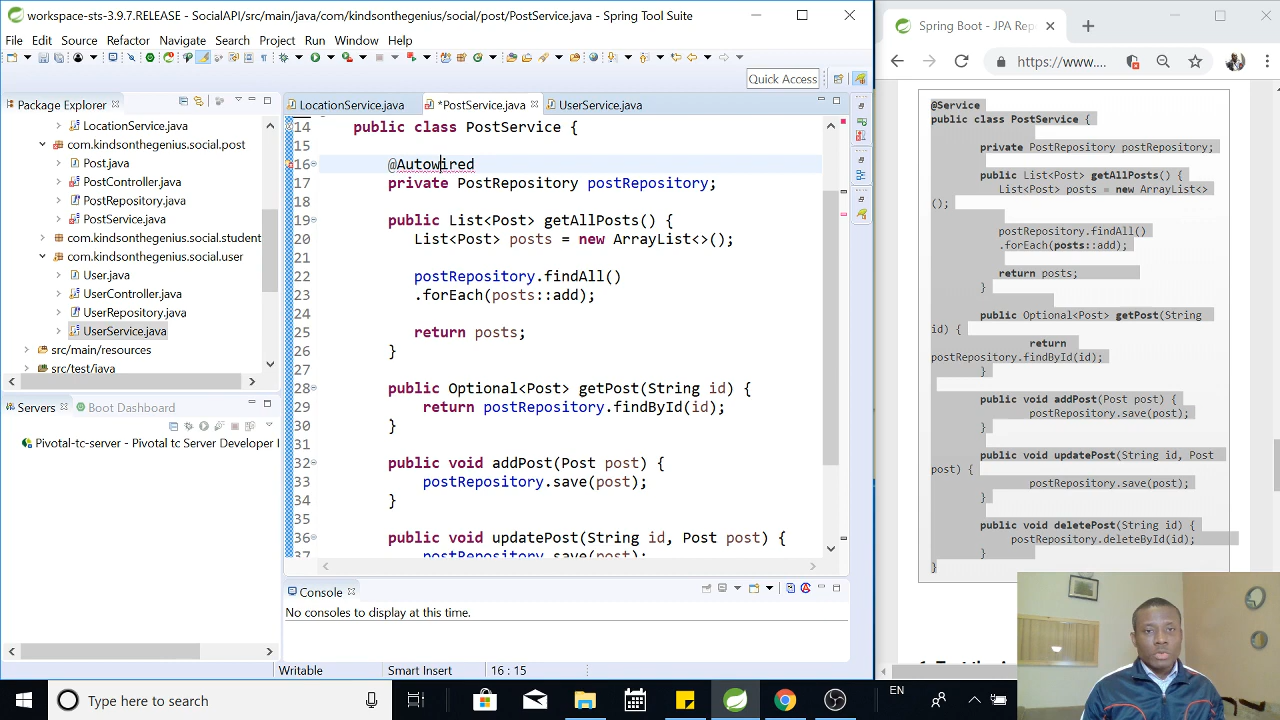 workspace-sts-3.9.7.RELEASE - SocialAPI/src/main/java/com/kindsonthegenius/social/post/PostService.java - Spring Tool Suite
File Edit Source Refactor Navigate Search Project Run Window Help
Quick Access
Package Explorer
LocationService.java
com.kindsonthegenius.social.post
Post.java
PostController.java
PostRepository.java
PostService.java
com.kindsonthegenius.social.student
com.kindsonthegenius.social.user
User.java
UserController.java
UserRepository.java
UserService.java
src/main/resources
src/test/java
Servers Boot Dashboard
Pivotal-tc-server - Pivotal tc Server Developer
LocationService.java *PostService.java UserService.java
14 public class PostService {
15
16 @Autowired
17 private PostRepository postRepository;
18
19 public List<Post> getAllPosts() {
20 List<Post> posts = new ArrayList<>();
21
22 postRepository.findAll()
23 .forEach(posts::add);
24
25 return posts;
26 }
27
28 public Optional<Post> getPost(String id) {
29 return postRepository.findById(id);
30 }
31
32 public void addPost(Post post) {
33 postRepository.save(post);
34 }
35
36 public void updatePost(String id, Post post) {
37 postRepository.save(post);
Console
No consoles to display at this time.
Writable Smart Insert 16 : 15
Spring Boot - JPA Rep
https://www....
@Service
public class PostService {
private PostRepository postRepository;
public List<Post> getAllPosts() {
List<Post> posts = new ArrayList<>
();
postRepository.findAll()
.forEach(posts::add);
return posts;
}
public Optional<Post> getPost(String
id) {
return
postRepository.findById(id);
}
public void addPost(Post post) {
postRepository.save(post);
}
public void updatePost(String id, Post
post) {
postRepository.save(post);
}
public void deletePost(String id) {
postRepository.deleteById(id);
}
}
Type here to search
EN